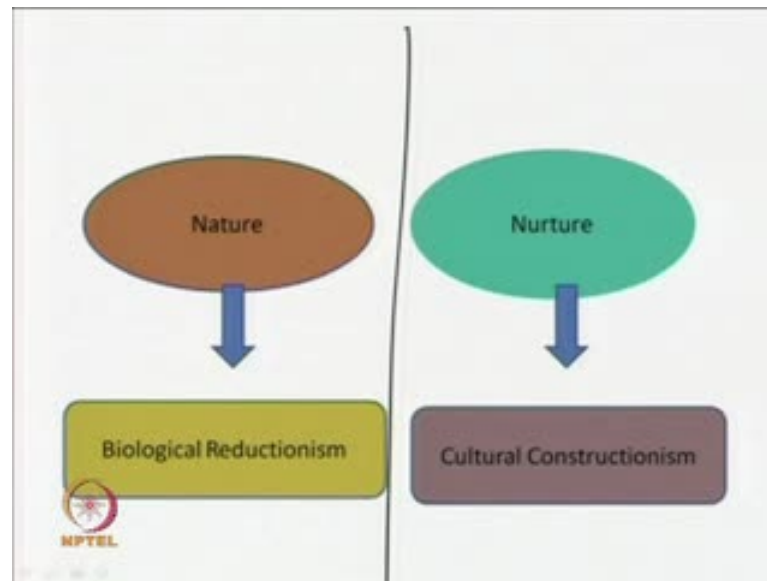 Nature
Nurture
Biological Reductionism
Cultural Constructionism
NPTEL